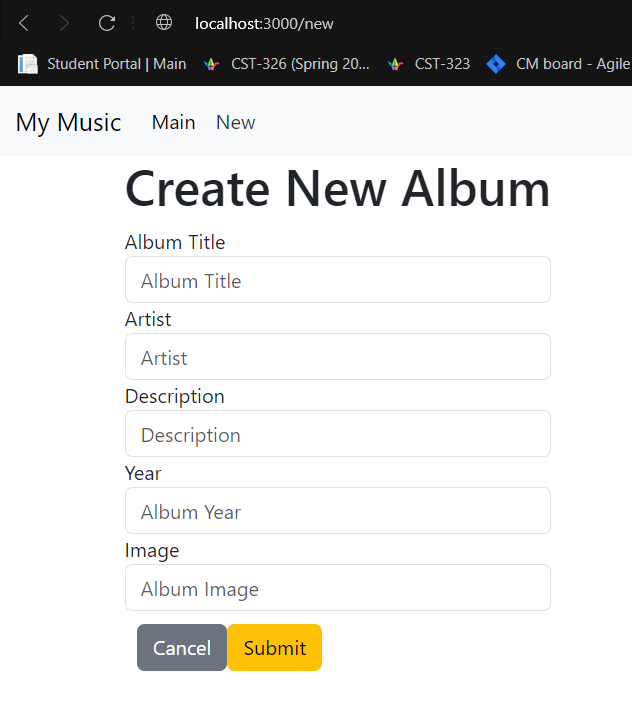 localhost:3000/new
Student Portal | Main CST-326 (Spring 20... CST-323 CM board - Agile
My Music Main New
Create New Album
Album Title
Album Title
Artist
Artist
Description
Description
Year
Album Year
Image
Album Image
Cancel Submit